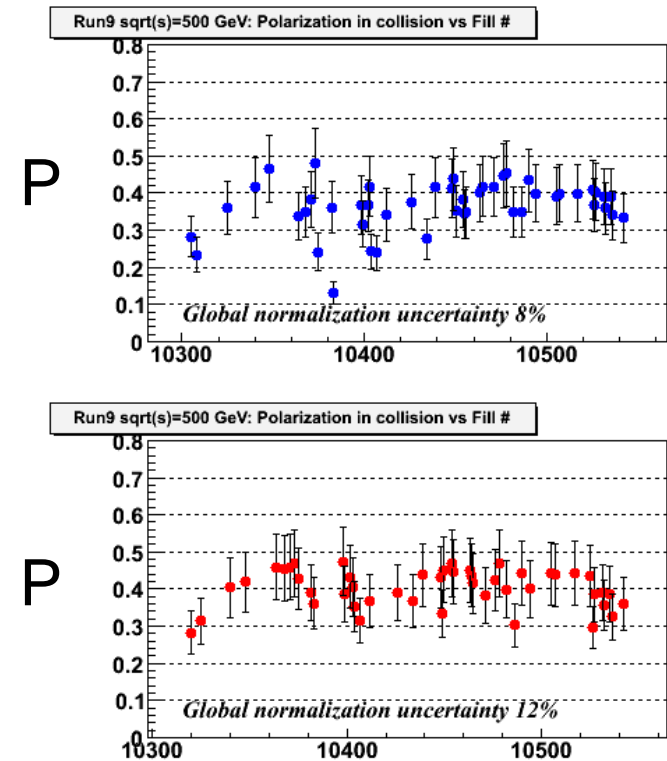 Run9 sqrt(s)=500 GeV: Polarization in collision vs Fill #
0.8
0.7
0.6
0.5
P
0.4
0.3
0.2
0.1
Global normalization uncertainty 8%
0
10300 10400 10500
Run9 sqrt(s)=500 GeV: Polarization in collision vs Fill #
0.8
0.7
0.6
0.5
P
0.4
0.3
0.2
0.1
Global normalization uncertainty 12%
0
10300 10400 10500